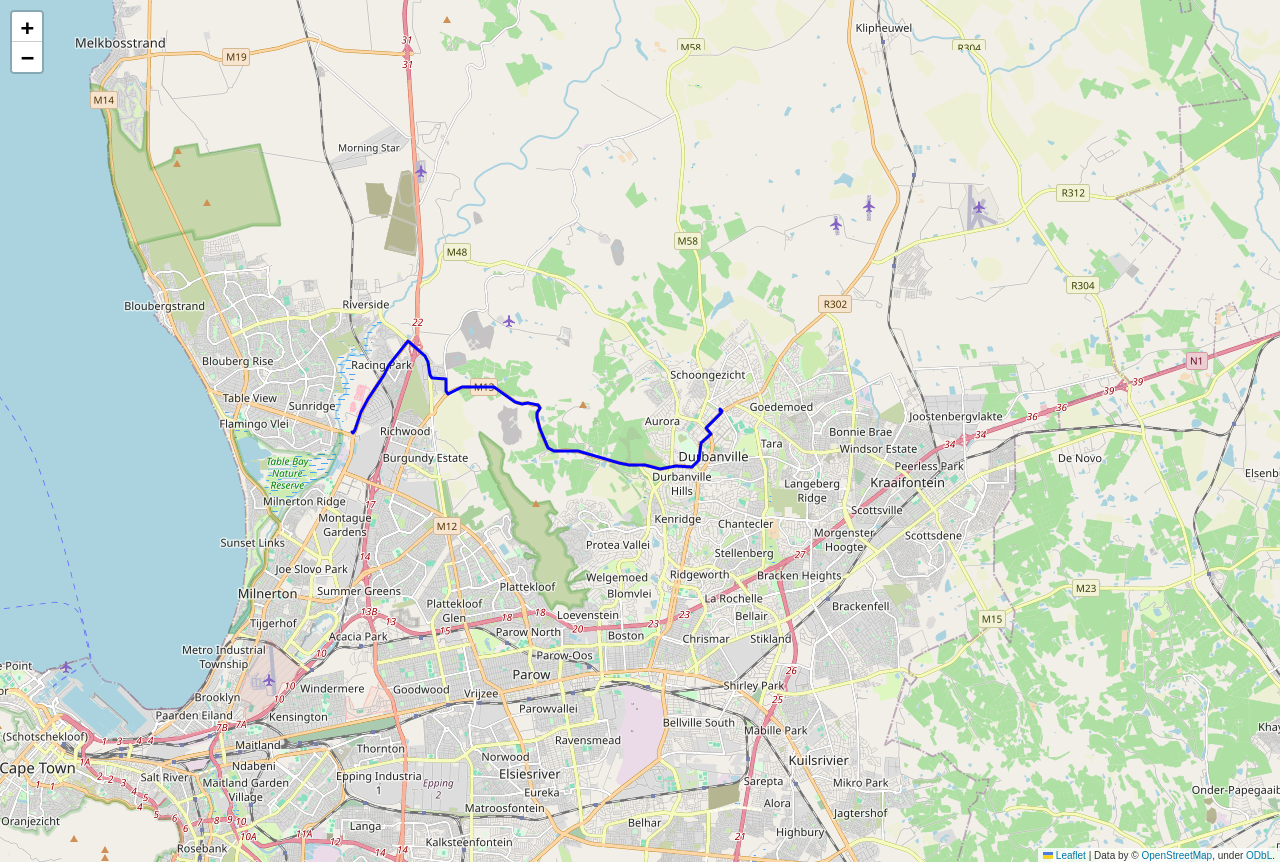 +
−
Melkbosstrand
M19
31
31
M58
Klipheuwel
R304
M14
Morning Star
R312
M58
M48
R304
Bloubergstrand
Riverside
R302
22
Blouberg Rise
Racing Park
N1
Schoongezicht
39
39
M13
Table View
Sunridge
Goedemoed
36
36
Joostenbergvlakte
Flamingo Vlei
Aurora
Richwood
Bonnie Brae
34
34
Tara
Windsor Estate
Durbanville
Burgundy Estate
De Novo
Table Bay
Nature
Reserve
Peerless Park
Elsenb
Durbanville
Hills
Langeberg
Ridge
Kraaifontein
Milnerton Ridge
37
Scottsville
Montague
Gardens
M12
Kenridge
Chantecler
Morgenster
Hoogte
Scottsdene
Sunset Links
Protea Vallei
14
Stellenberg
27
Joe Slovo Park
Welgemoed
Ridgeworth
Bracken Heights
Summer Greens
Plattekloof
M23
Milnerton
Blomvlei
La Rochelle
Plattekloof
Glen
Brackenfell
13B
13
Loevenstein
23
18
18
Bellair
M15
Tijgerhof
15
20
23
Acacia Park
Parow North
Boston
Chrismar
Stikland
Metro Industrial
Township
10
Parow-Oos
e Point
26
Parow
Windermere
Goodwood
Vrijzee
Shirley Park
10
Brooklyn
25
Paarden Eiland
Parowvallei
Kensington
7B
7A
Bellville South
Khay
(Schotschekloof)
3
4
4
Mabille Park
Maitland
Thornton
Ravensmead
1A
Ndabeni
Norwood
Kuilsrivier
Cape Town
Salt River
Epping Industria
1
Elsiesriver
Sarepta
Mikro Park
Maitland Garden
Village
Epping
2
Eureka
Onder-Papegaaib
Matroosfontein
Alora
Jagtershof
Oranjezicht
Langa
Belhar
Highbury
10A
11A
12
14
14
21
Kalksteenfontein
Rosebank
Leaflet | Data by © OpenStreetMap, under ODbL.